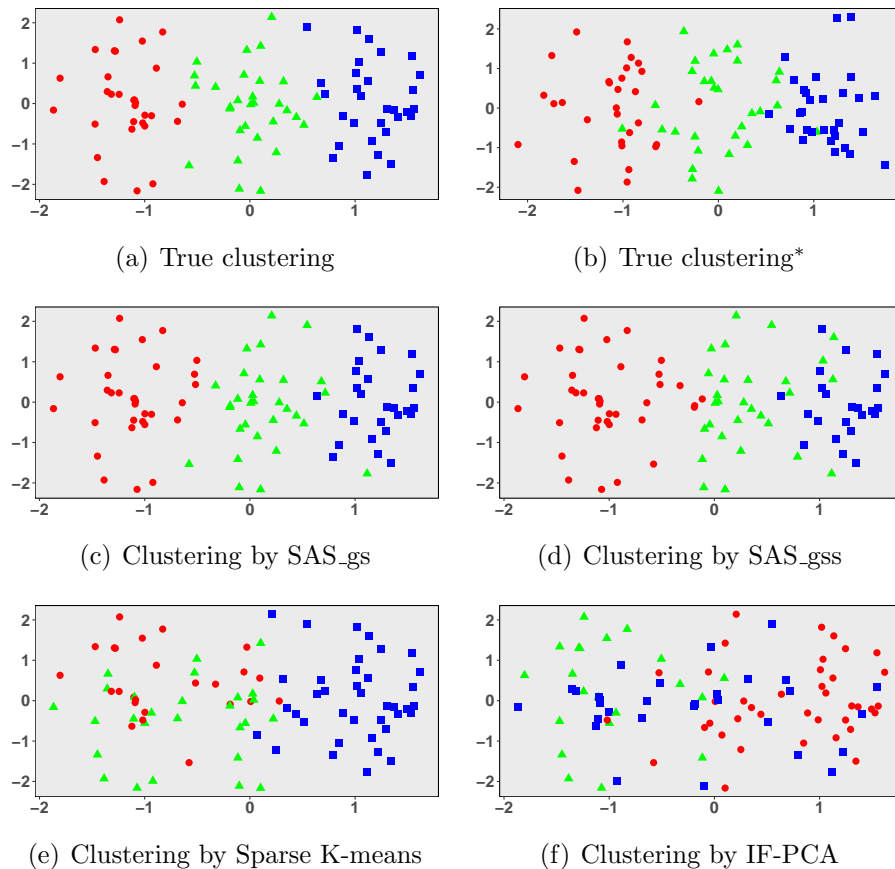 2
1
0
−1
−2
−2 −1 0 1
(a) True clustering
2
1
0
−1
−2
−2 −1 0 1
(b) True clustering*
2
1
0
−1
−2
−2 −1 0 1
(c) Clustering by SAS_gs
2
1
0
−1
−2
−2 −1 0 1
(d) Clustering by SAS_gss
2
1
0
−1
−2
−2 −1 0 1
(e) Clustering by Sparse K-means
2
1
0
−1
−2
−2 −1 0 1
(f) Clustering by IF-PCA